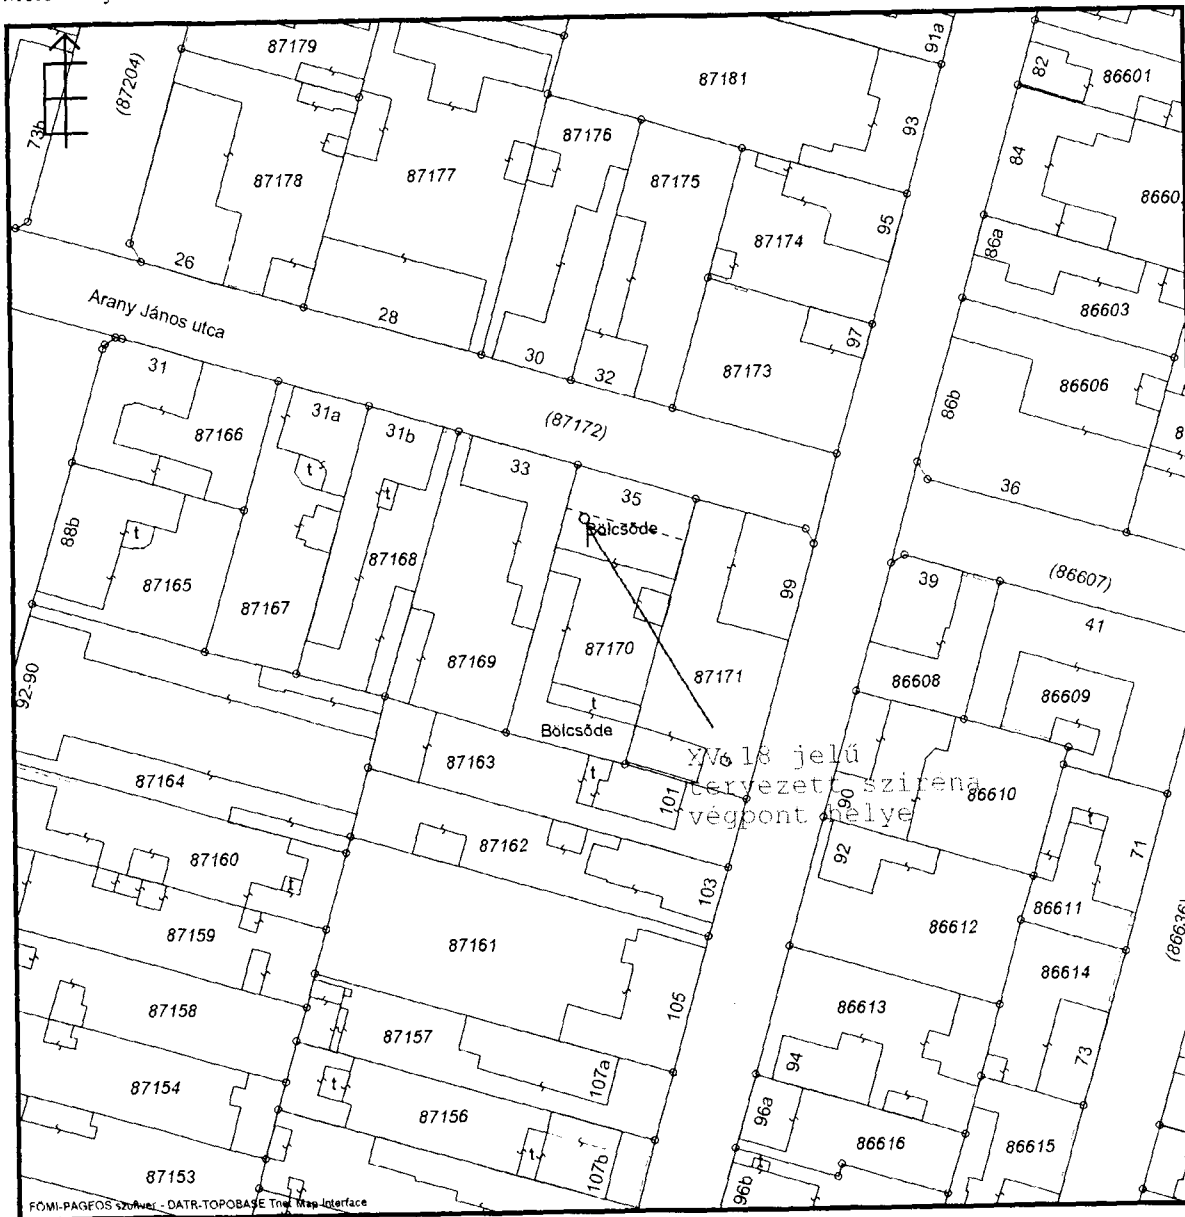 87179
91a
87181
82
86601
(87204)
73b
87176
93
84
87178
87177
87175
8660
87174
95
86a
26
Arany János utca
28
86603
97
30
32
87173
86606
31
86b
31a
31b
(87172)
8
87166
33
t
35
36
t
Bölcsőde
88b
t
87168
99
39
(86607)
87165
87167
41
87169
87170
87171
86608
86609
92-90
t
Bölcsőde
87163
t
XV.18 jelű
tervezett sziréna
végpont helye
87164
101
90
86610
t
87162
92
71
87160
t
103
86611
87159
87161
86612
(86636)
86614
87158
105
86613
87157
73
94
87154
t
107a
96a
87156
86616
86615
t
87153
107b
96b
FÖMI-PAGEOS szoftver - DATR-TOPOBASE Tnet Map Interface